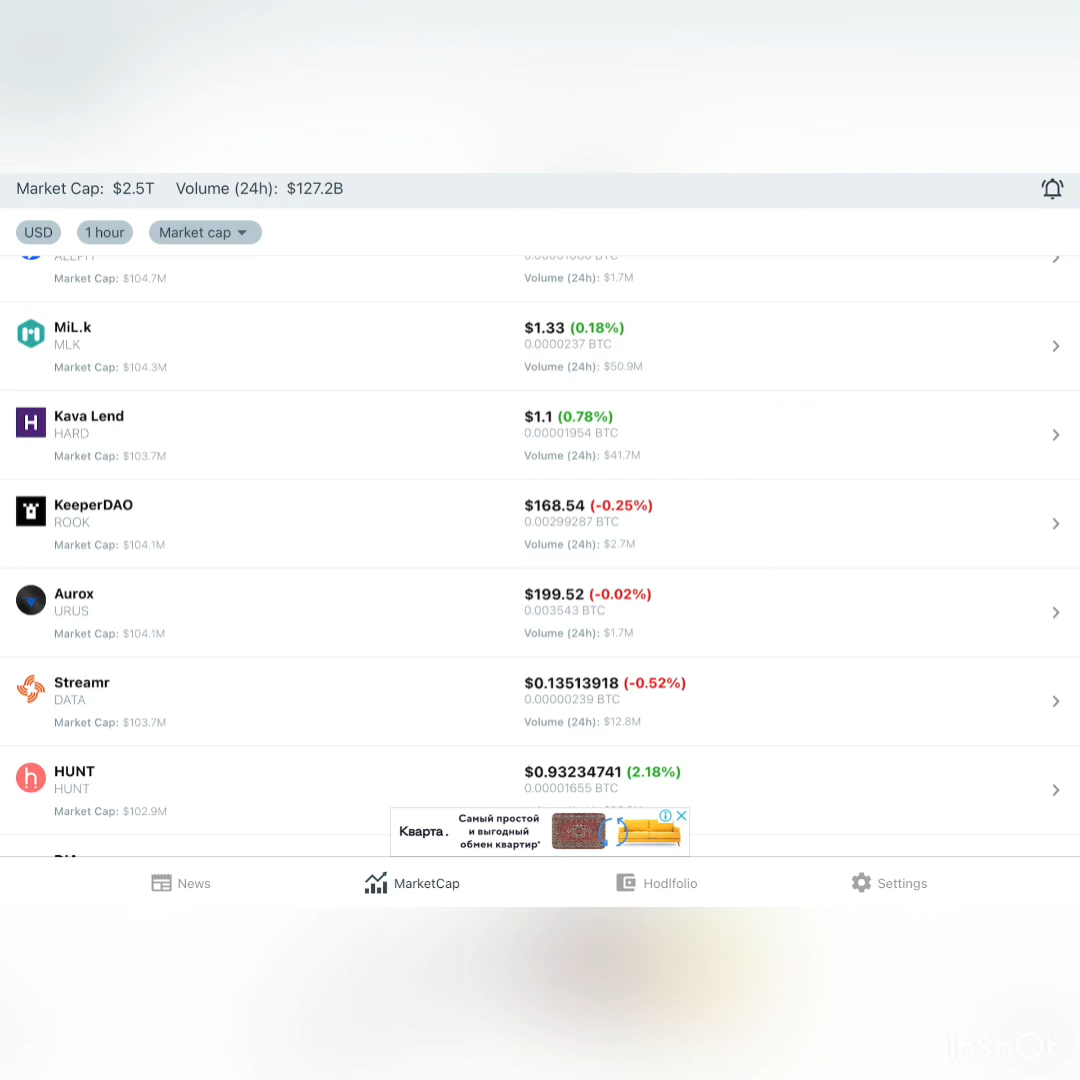 Market Cap: $2.5T Volume (24h): $127.2B
USD 1 hour Market cap
Market Cap: $104.7M Volume (24h): $1.7M
MiL.k $1.33 (0.18%)
MLK 0.0000237 BTC
Market Cap: $104.3M Volume (24h): $50.9M
Kava Lend $1.1 (0.78%)
HARD 0.00001954 BTC
Market Cap: $103.7M Volume (24h): $41.7M
KeeperDAO $168.54 (-0.25%)
ROOK 0.00299287 BTC
Market Cap: $104.1M Volume (24h): $2.7M
Aurox $199.52 (-0.02%)
URUS 0.003543 BTC
Market Cap: $104.1M Volume (24h): $1.7M
Streamr $0.13513918 (-0.52%)
DATA 0.00000239 BTC
Market Cap: $103.7M Volume (24h): $12.8M
HUNT $0.93234741 (2.18%)
HUNT 0.00001655 BTC
Market Cap: $102.9M
Кварта.
Самый простой
и выгодный
обмен квартир*
News MarketCap Hodlfolio Settings
InShOt